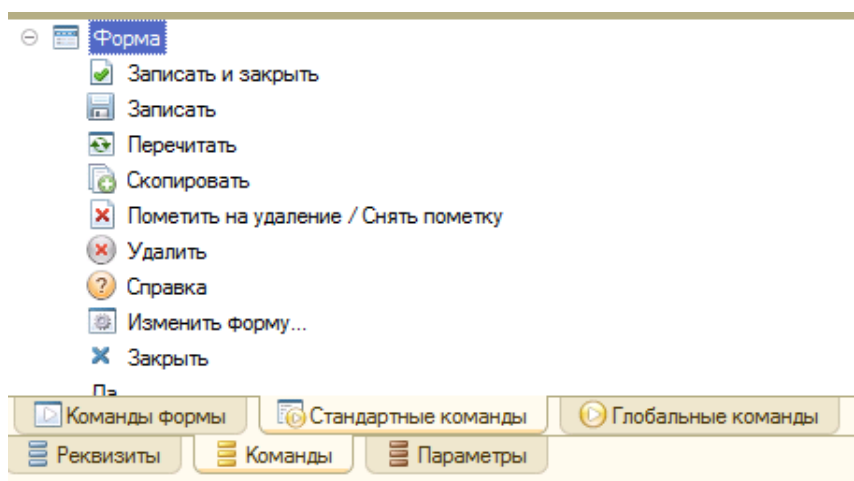 Форма
Записать и закрыть
Записать
Перечитать
Скопировать
Пометить на удаление / Снять пометку
Удалить
Справка
Изменить форму...
Закрыть
Да
Команды формы Стандартные команды Глобальные команды
Реквизиты Команды Параметры